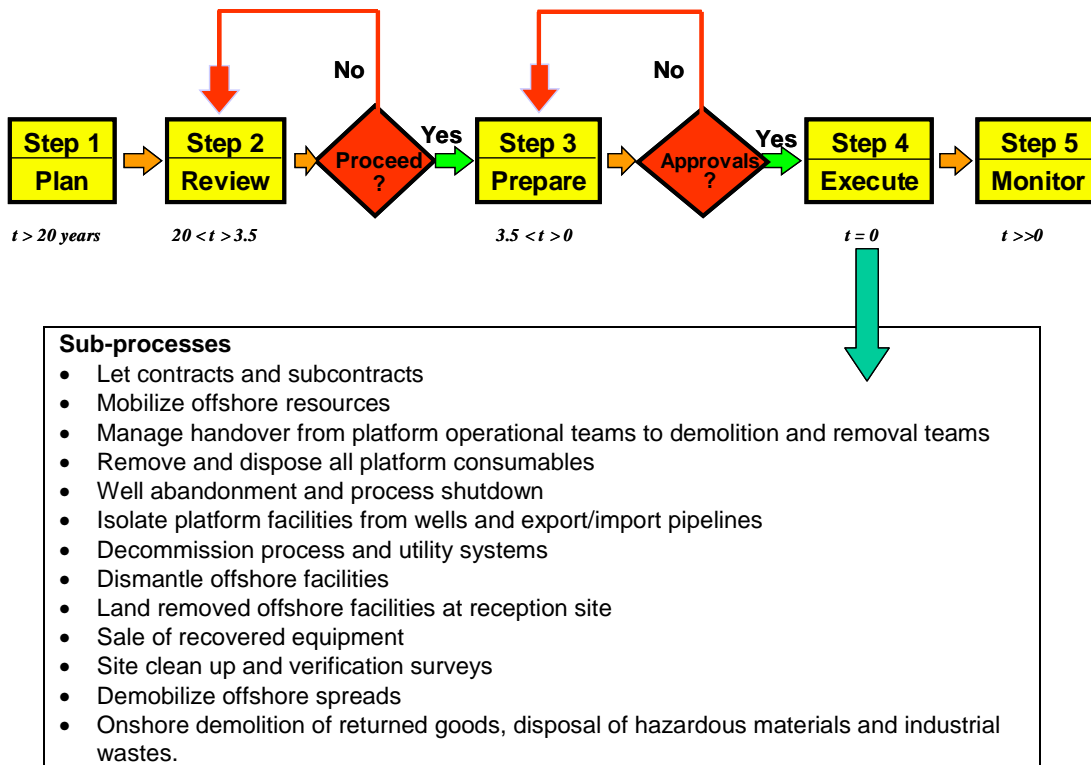 No
No
Step 1
Plan
Step 2
Review
Proceed
?
Yes
Step 3
Prepare
Approvals
?
Yes
Step 4
Execute
Step 5
Monitor
t > 20 years
20 < t > 3.5
3.5 < t > 0
t = 0
t >>0
Sub-processes
• Let contracts and subcontracts
• Mobilize offshore resources
• Manage handover from platform operational teams to demolition and removal teams
• Remove and dispose all platform consumables
• Well abandonment and process shutdown
• Isolate platform facilities from wells and export/import pipelines
• Decommission process and utility systems
• Dismantle offshore facilities
• Land removed offshore facilities at reception site
• Sale of recovered equipment
• Site clean up and verification surveys
• Demobilize offshore spreads
• Onshore demolition of returned goods, disposal of hazardous materials and industrial
wastes.